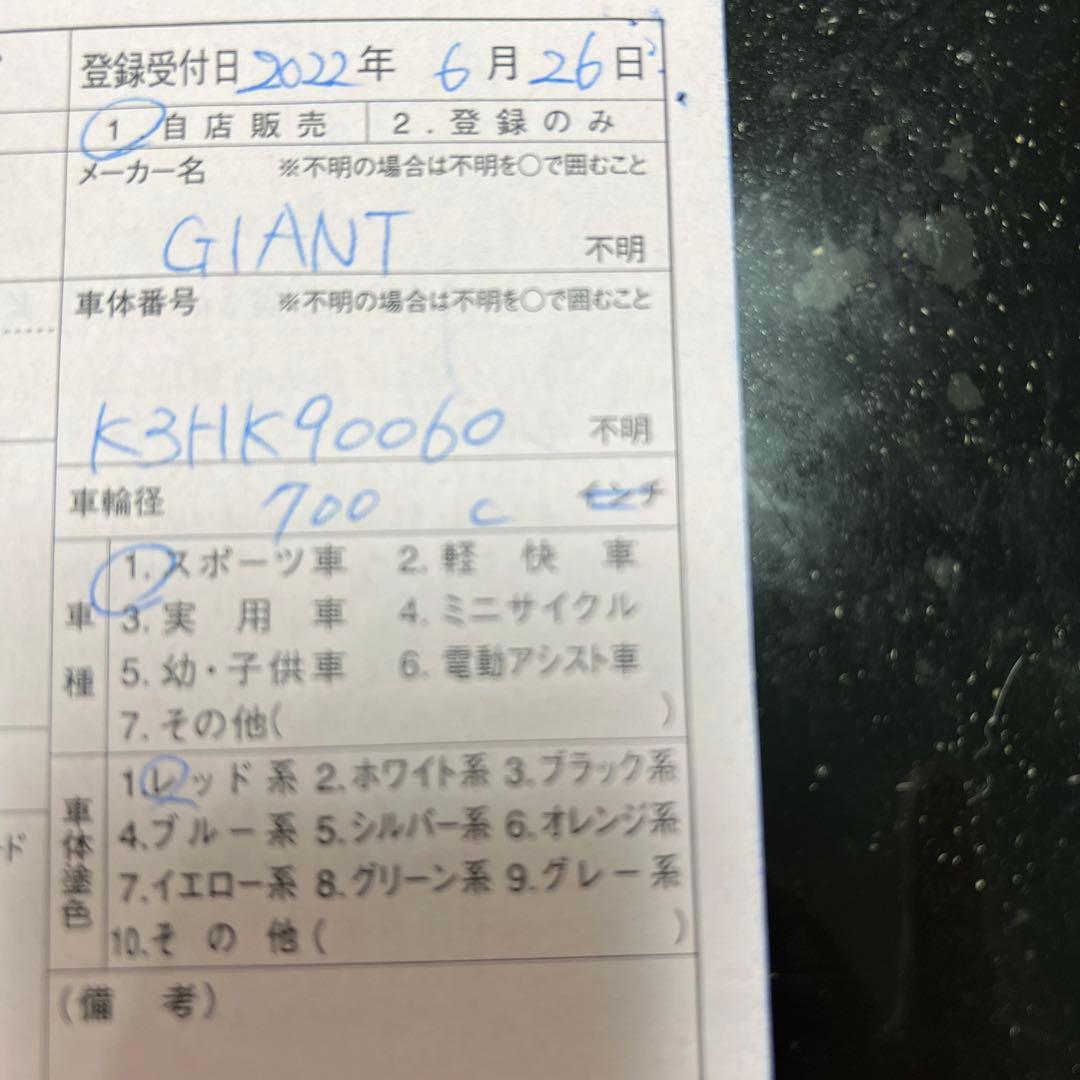 登録受付日 2022年 6月 26日
1. 自店販売 2. 登録のみ
メーカー名 ※不明の場合は不明を○で囲むこと
GIANT 不明
車体番号 ※不明の場合は不明を○で囲むこと
K3HK90060 不明
車輪径 700 c インチ
車種
1. スポーツ車 2. 軽快車
3. 実用車 4. ミニサイクル
5. 幼・子供車 6. 電動アシスト車
7. その他( )
車体塗色
1 レッド系 2. ホワイト系 3. ブラック系
4. ブルー系 5. シルバー系 6. オレンジ系
7. イエロー系 8. グリーン系 9. グレー系
10. その他( )
ド
(備考)